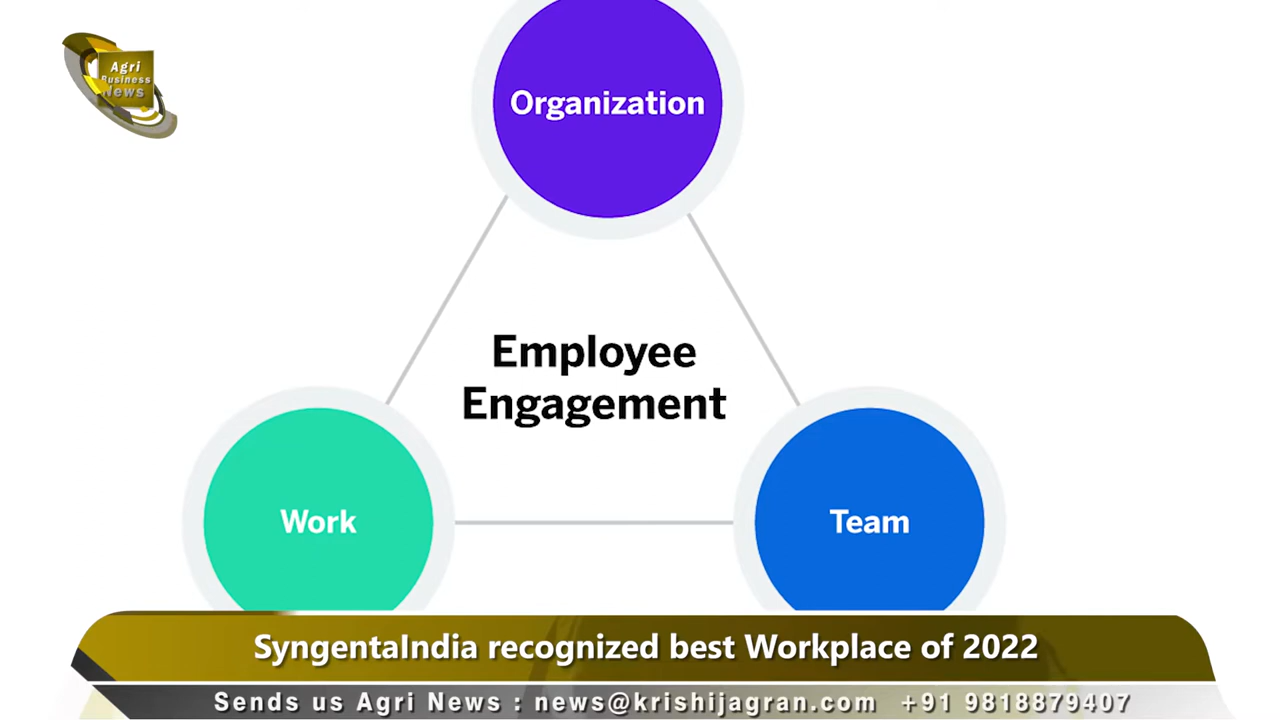 Agri
Business
News
Organization
Employee
Engagement
Work
Team
SyngentaIndia recognized best Workplace of 2022
Sends us Agri News : news@krishijagran.com +91 9818879407